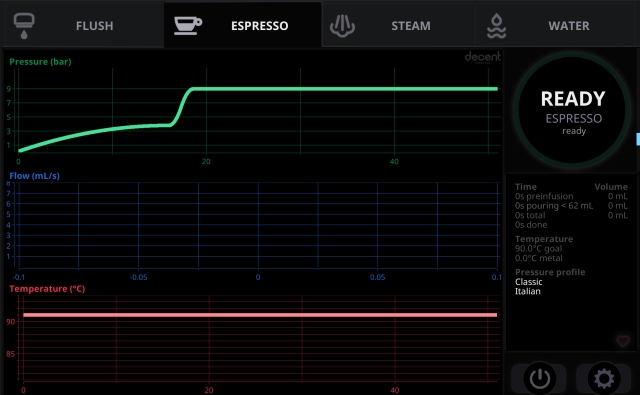 FLUSH
ESPRESSO
STEAM
WATER
Pressure (bar)
decent
9
7
5
3
1
0
20
40
Flow (mL/s)
8
7
6
5
4
3
2
1
-0.1
-0.05
0
0.05
0.1
Temperature (°C)
90
85
0
20
40
READY
ESPRESSO
ready
Time Volume
0s preinfusion 0 mL
0s pouring < 62 mL 0 mL
0s total 0 mL
0s done
Temperature
90.0°C goal
0.0°C metal
Pressure profile
Classic
Italian